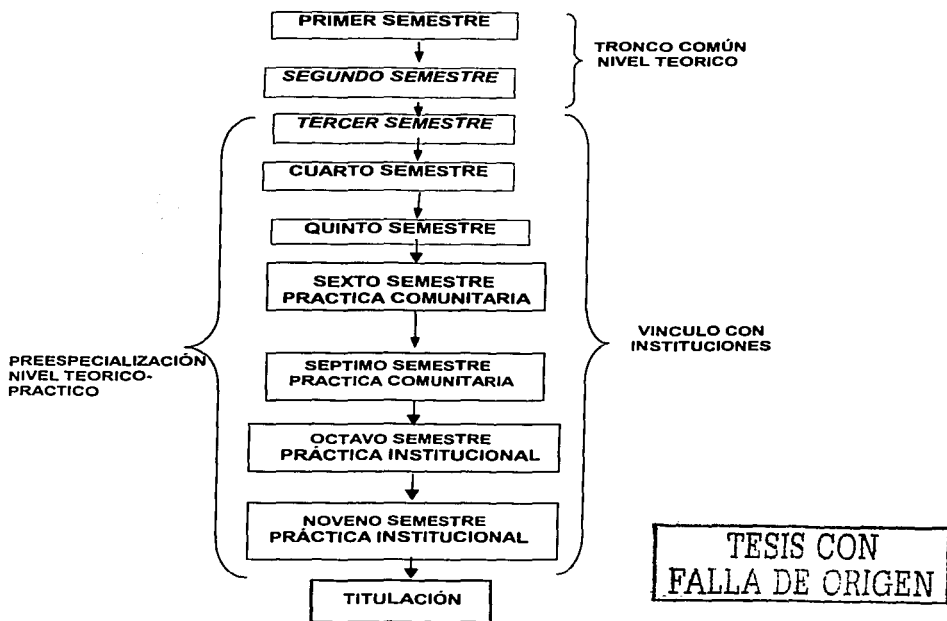 PRIMER SEMESTRE
TRONCO COMÚN
NIVEL TEORICO
SEGUNDO SEMESTRE
TERCER SEMESTRE
CUARTO SEMESTRE
QUINTO SEMESTRE
SEXTO SEMESTRE
PRACTICA COMUNITARIA
VINCULO CON
INSTITUCIONES
PREESPECIALIZACIÓN
NIVEL TEORICO-
PRACTICO
SEPTIMO SEMESTRE
PRACTICA COMUNITARIA
OCTAVO SEMESTRE
PRÁCTICA INSTITUCIONAL
NOVENO SEMESTRE
PRÁCTICA INSTITUCIONAL
TITULACIÓN
TESIS CON
FALLA DE ORIGEN